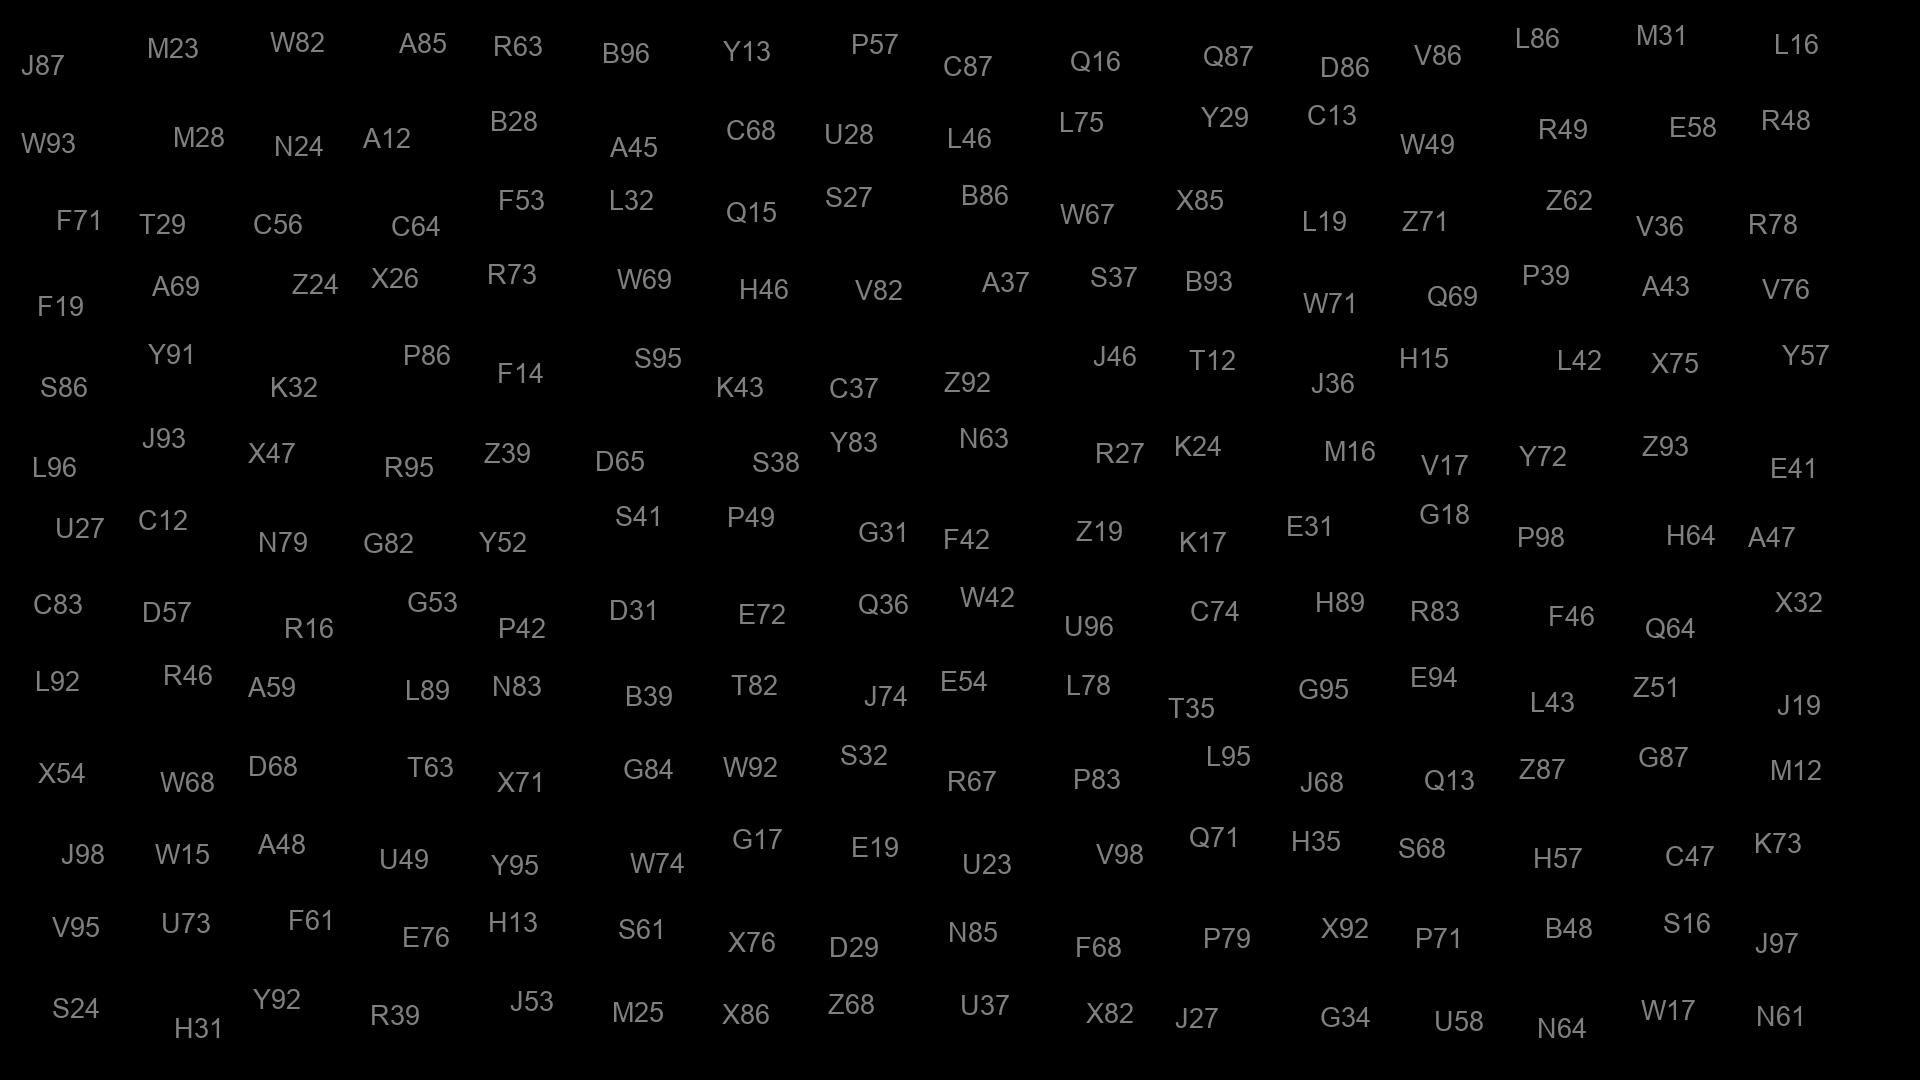 J87 M23 W82 A85 R63 B96 Y13 P57 C87 Q16 Q87 D86 V86 L86 M31 L16
W93 M28 N24 A12 B28 A45 C68 U28 L46 L75 Y29 C13 W49 R49 E58 R48
F71 T29 C56 C64 F53 L32 Q15 S27 B86 W67 X85 L19 Z71 Z62 V36 R78
F19 A69 Z24 X26 R73 W69 H46 V82 A37 S37 B93 W71 Q69 P39 A43 V76
S86 Y91 K32 P86 F14 S95 K43 C37 Z92 J46 T12 J36 H15 L42 X75 Y57
L96 J93 X47 R95 Z39 D65 S38 Y83 N63 R27 K24 M16 V17 Y72 Z93 E41
U27 C12 N79 G82 Y52 S41 P49 G31 F42 Z19 K17 E31 G18 P98 H64 A47
C83 D57 R16 G53 P42 D31 E72 Q36 W42 U96 C74 H89 R83 F46 Q64 X32
L92 R46 A59 L89 N83 B39 T82 J74 E54 L78 T35 G95 E94 L43 Z51 J19
X54 W68 D68 T63 X71 G84 W92 S32 R67 P83 L95 J68 Q13 Z87 G87 M12
J98 W15 A48 U49 Y95 W74 G17 E19 U23 V98 Q71 H35 S68 H57 C47 K73
V95 U73 F61 E76 H13 S61 X76 D29 N85 F68 P79 X92 P71 B48 S16 J97
S24 H31 Y92 R39 J53 M25 X86 Z68 U37 X82 J27 G34 U58 N64 W17 N61